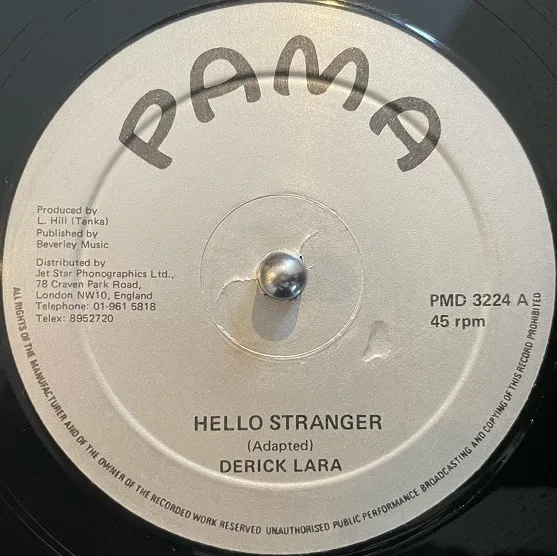 PAMA
Produced by
L. Hill (Tanka)
Published by
Beverley Music
Distributed by
Jet Star Phonographics Ltd.,
78 Craven Park Road,
London NW10, England
Telephone: 01-961 5818
Telex: 8952720
PMD 3224 A
45 rpm
HELLO STRANGER
(Adapted)
DERICK LARA
ALL RIGHTS OF THE MANUFACTURER AND OF THE OWNER OF THE RECORDED WORK RESERVED UNAUTHORISED PUBLIC PERFORMANCE BROADCASTING AND COPYING OF THIS RECORD PROHIBITED